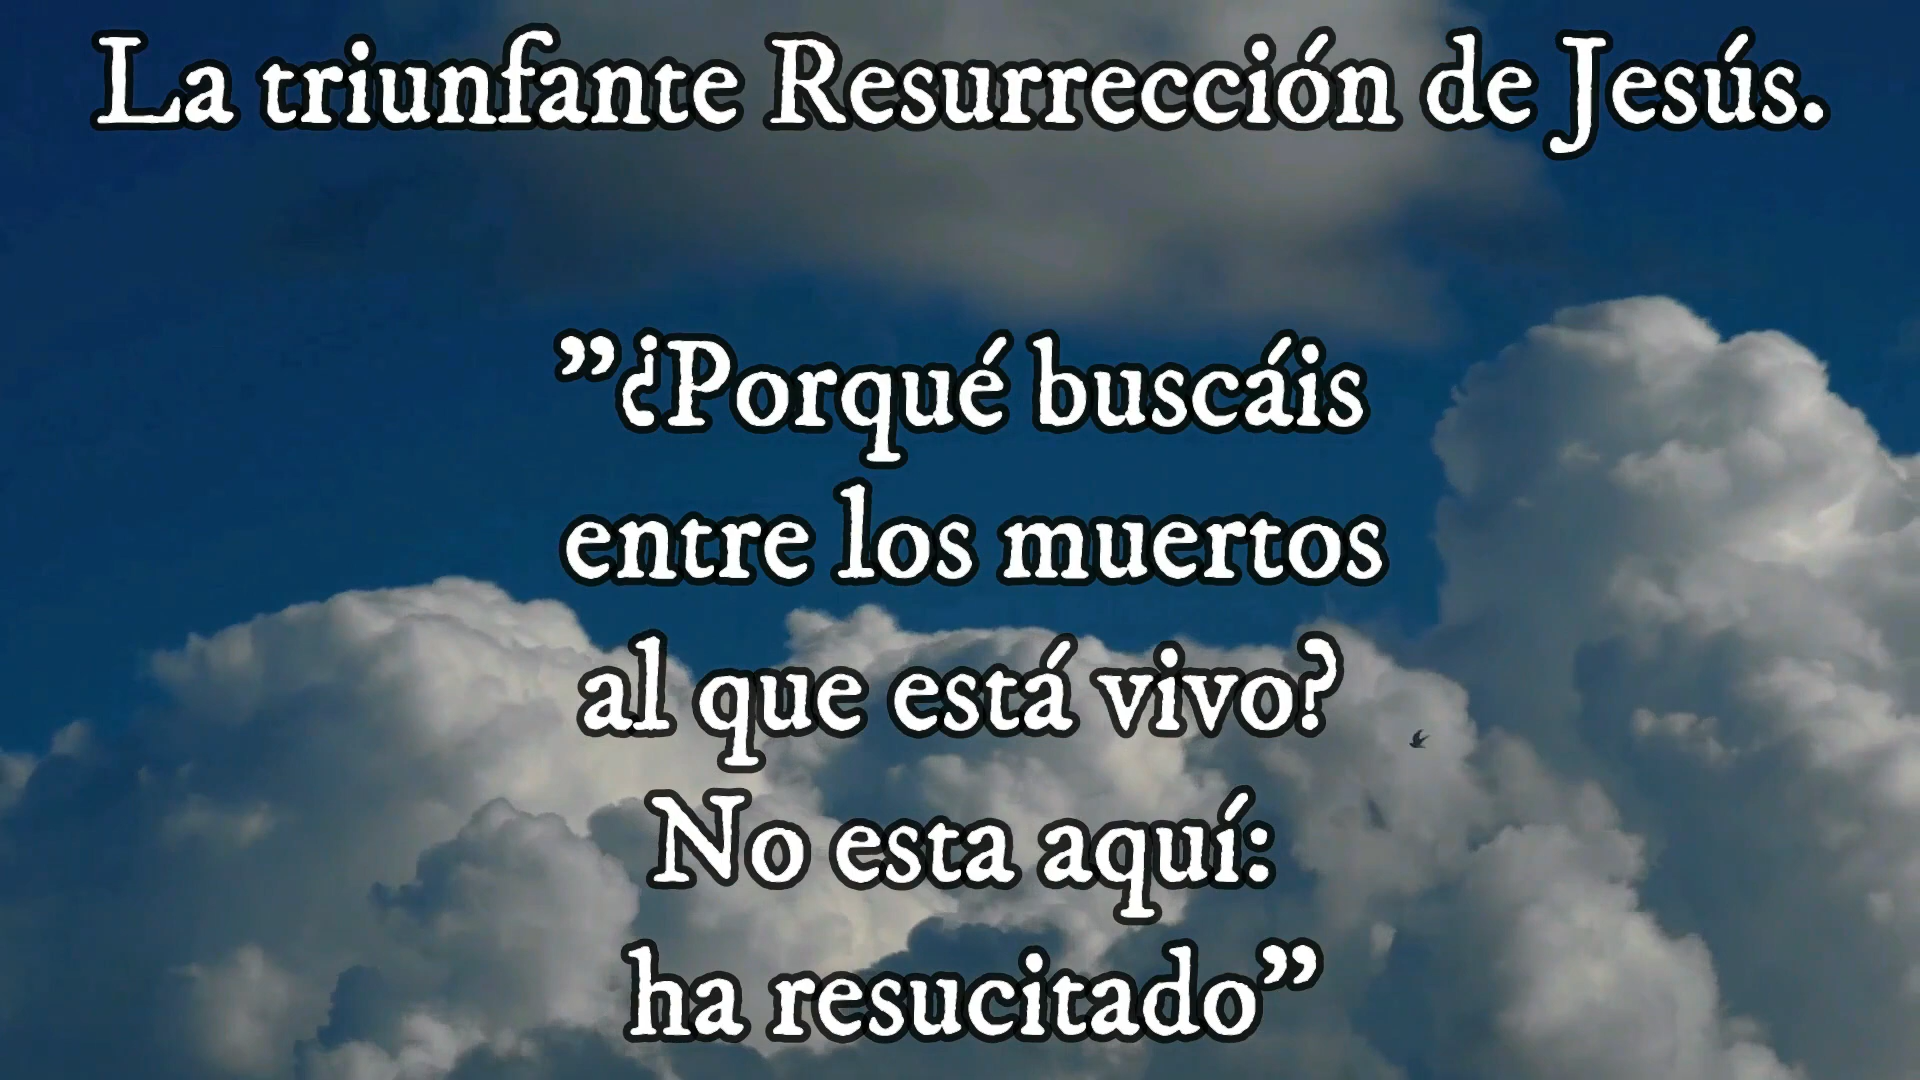 La triunfante Resurrección de Jesús.
”¿Porqué buscáis
entre los muertos
al que está vivo?
No esta aquí:
ha resucitado”